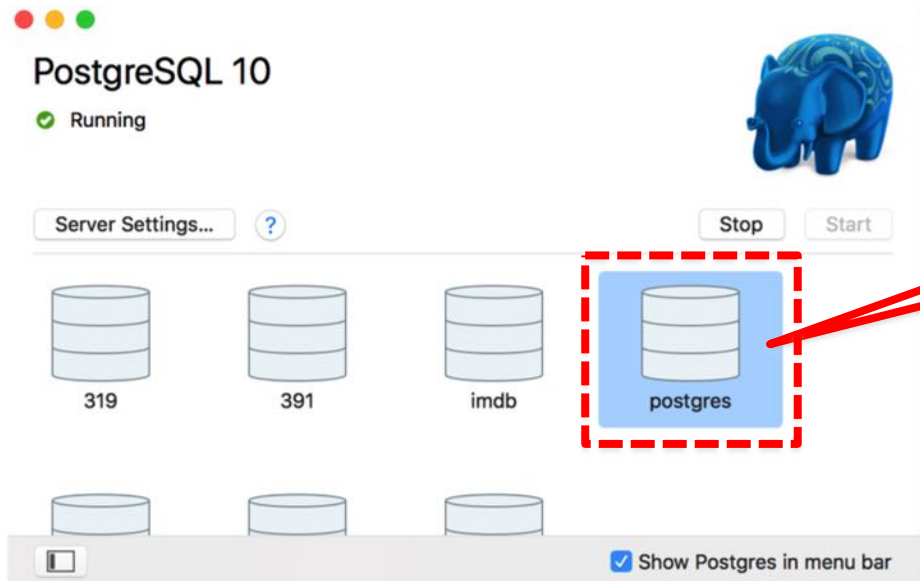 PostgreSQL 10
Running
Server Settings... ? Stop Start
319 391 imdb postgres
Show Postgres in menu bar